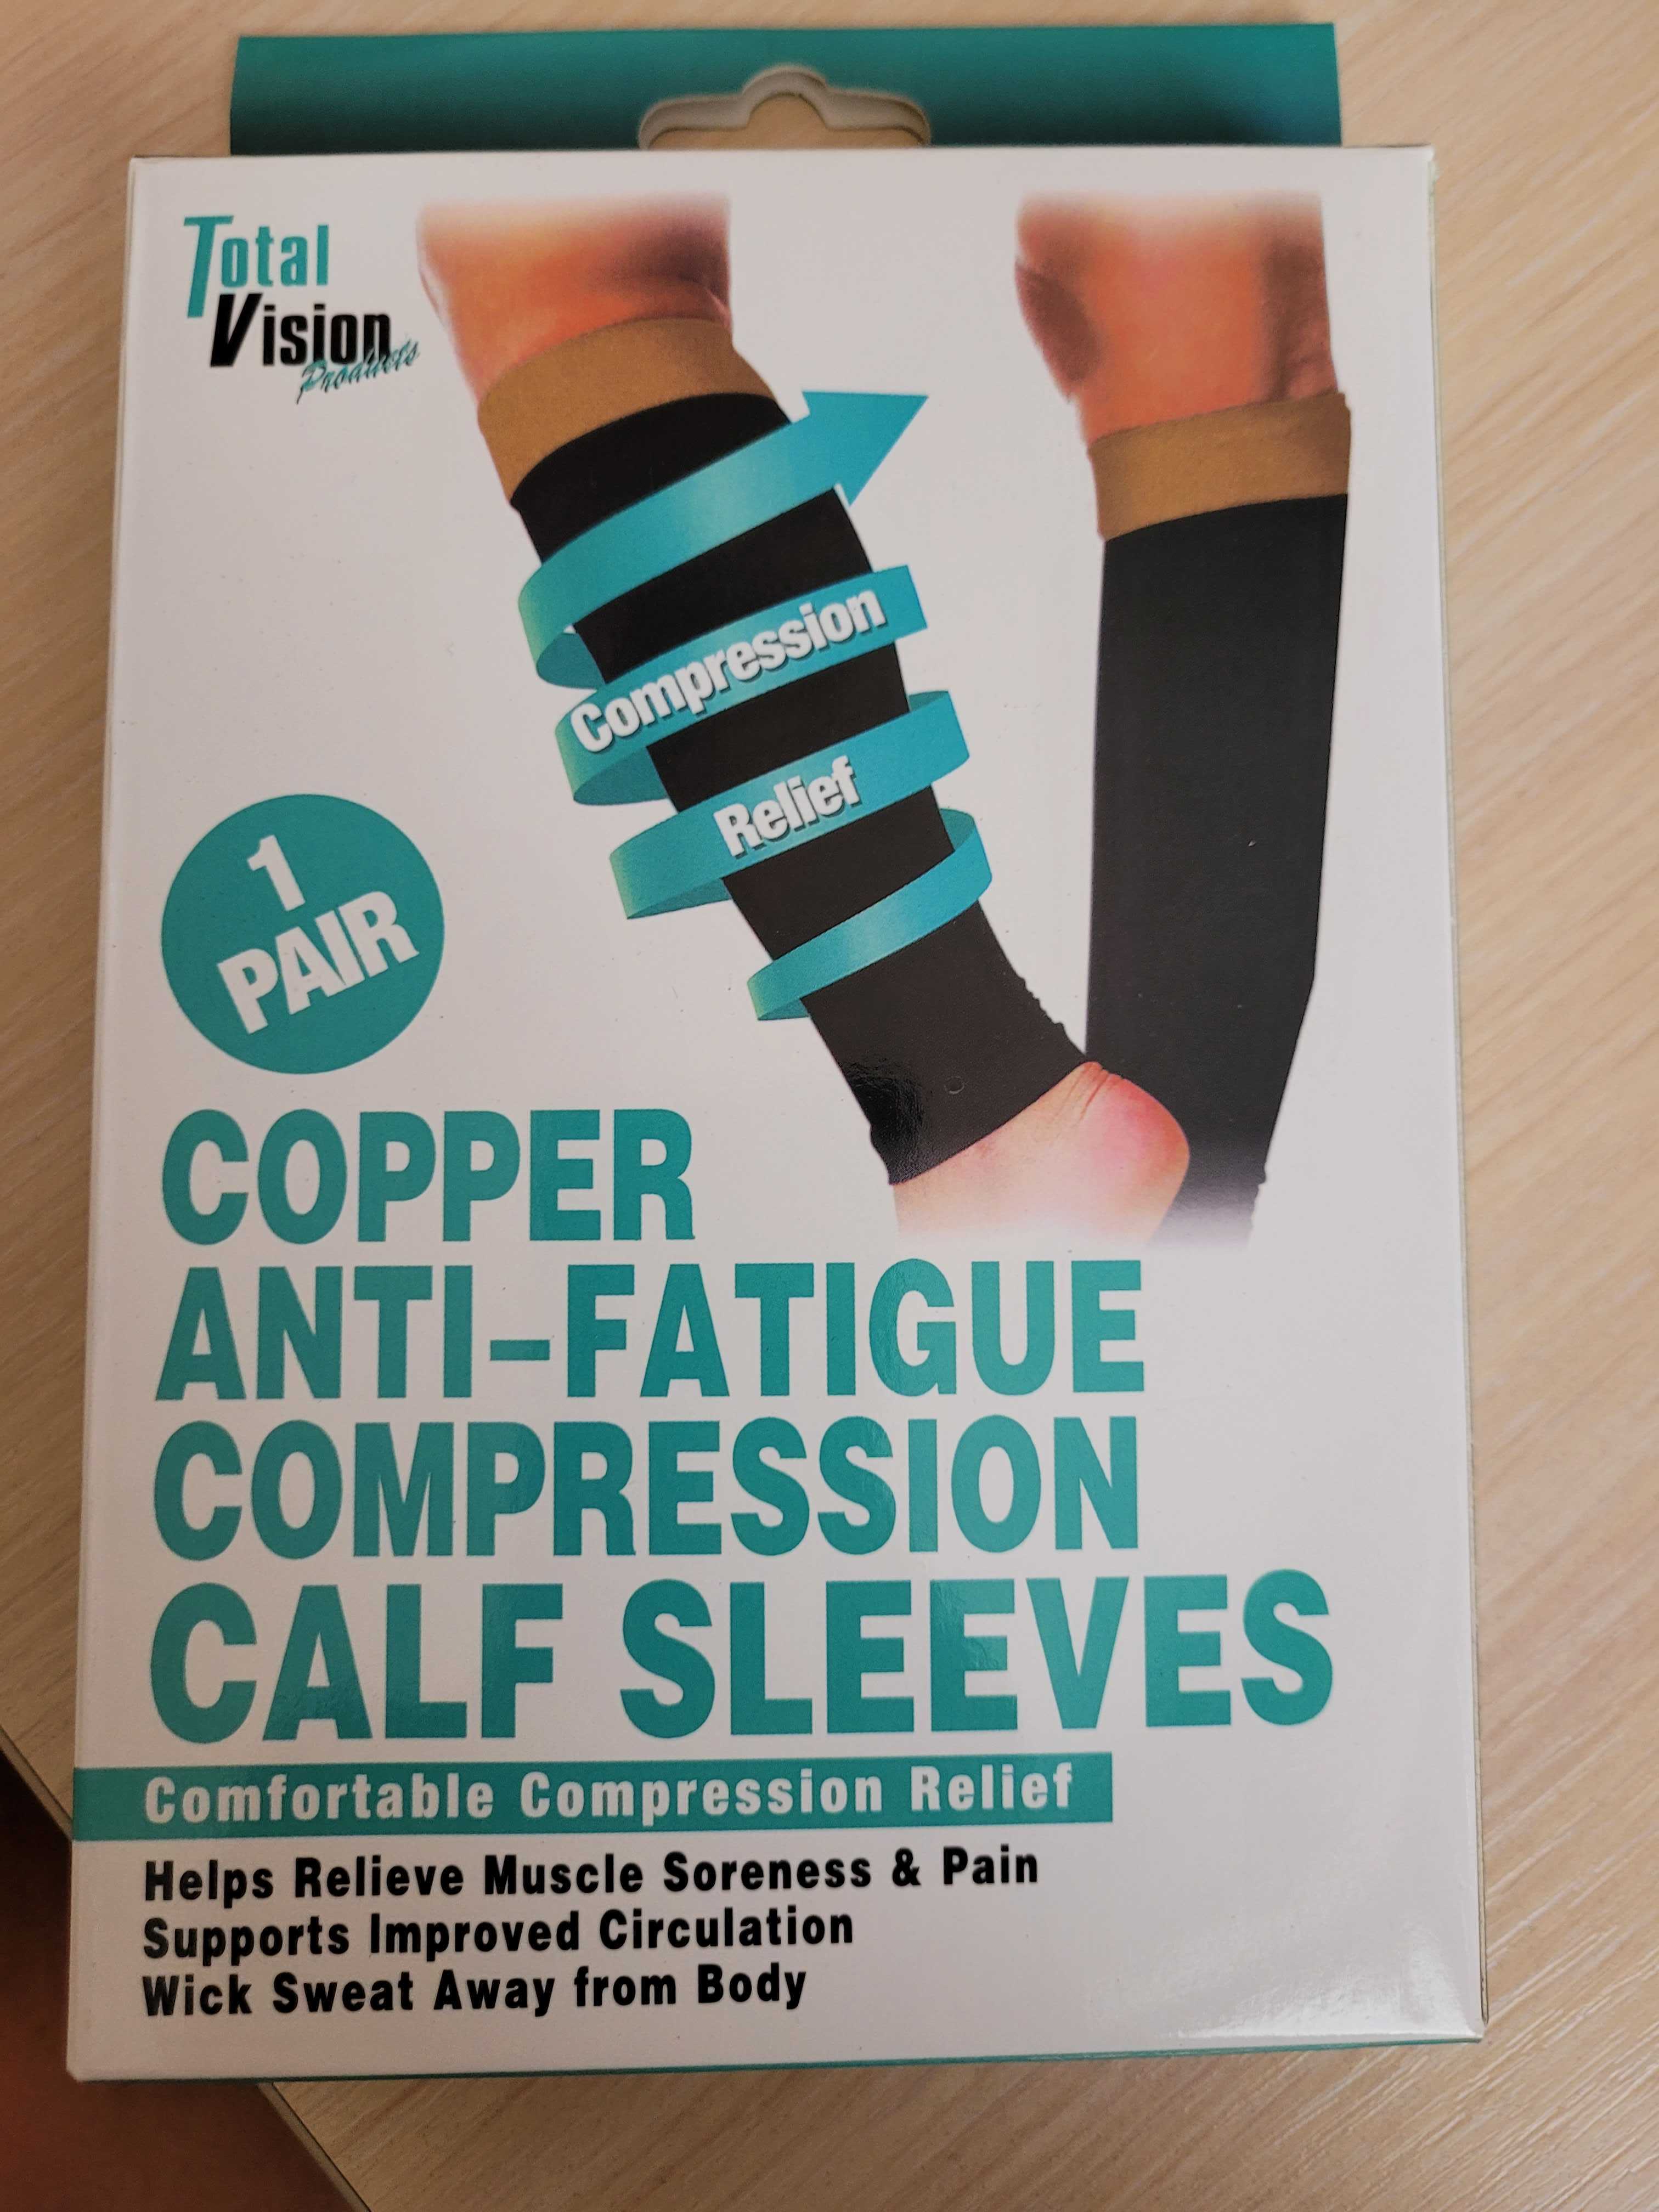 Total
Vision
Products
Compression
Relief
1
PAIR
COPPER
ANTI-FATIGUE
COMPRESSION
CALF SLEEVES
Comfortable Compression Relief
Helps Relieve Muscle Soreness & Pain
Supports Improved Circulation
Wick Sweat Away from Body